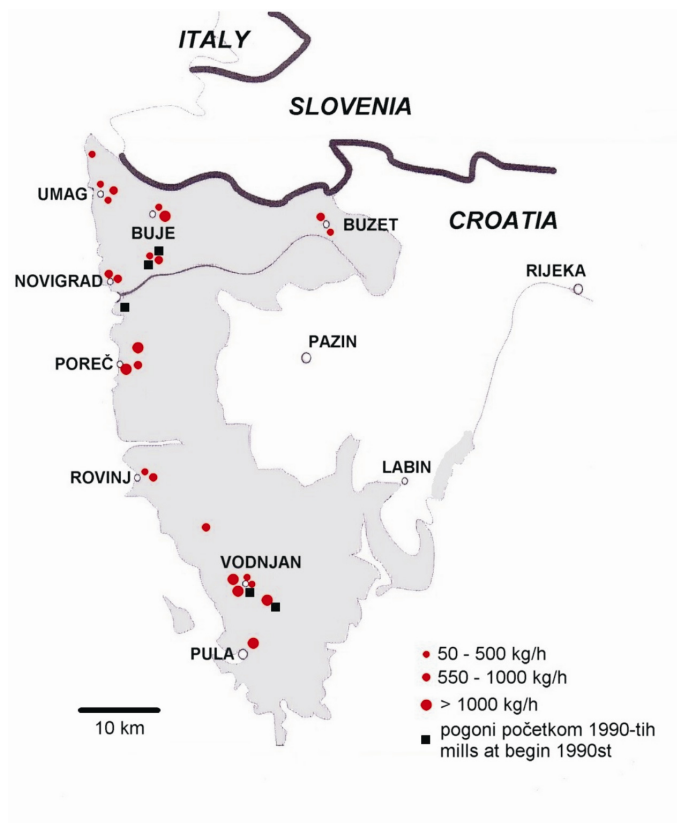 ITALY
SLOVENIA
UMAG
BUJE
BUZET
CROATIA
NOVIGRAD
RIJEKA
PAZIN
POREČ
LABIN
ROVINJ
VODNJAN
PULA
50 - 500 kg/h
550 - 1000 kg/h
> 1000 kg/h
pogoni početkom 1990-tih
mills at begin 1990st
10 km